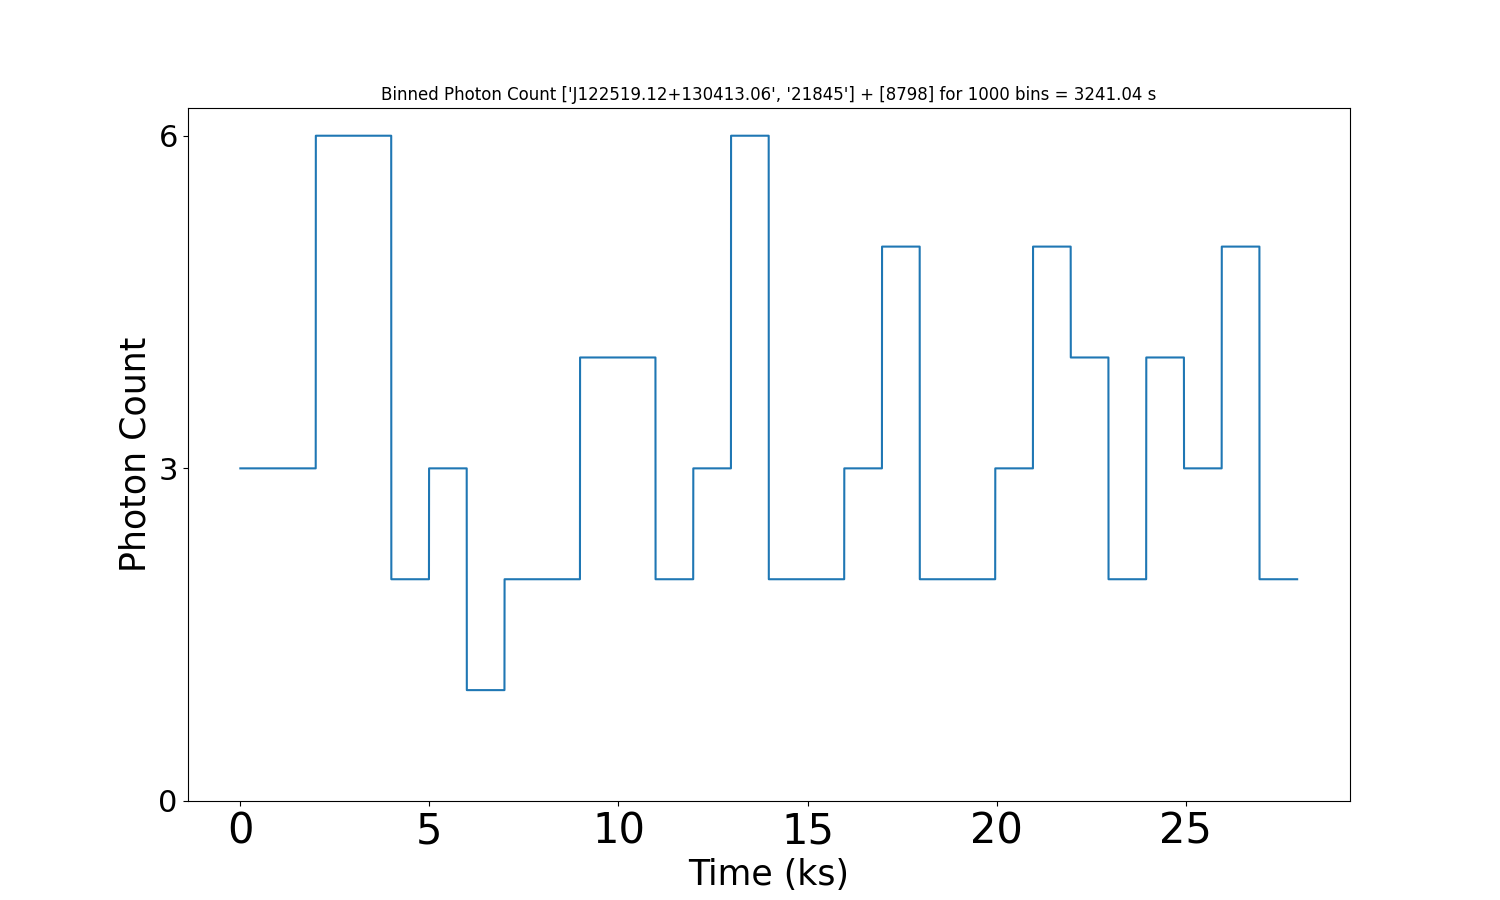 Binned Photon Count ['J122519.12+130413.06', '21845'] + [8798] for 1000 bins = 3241.04 s
6
3
0
Photon Count
0 5 10 15 20 25
Time (ks)